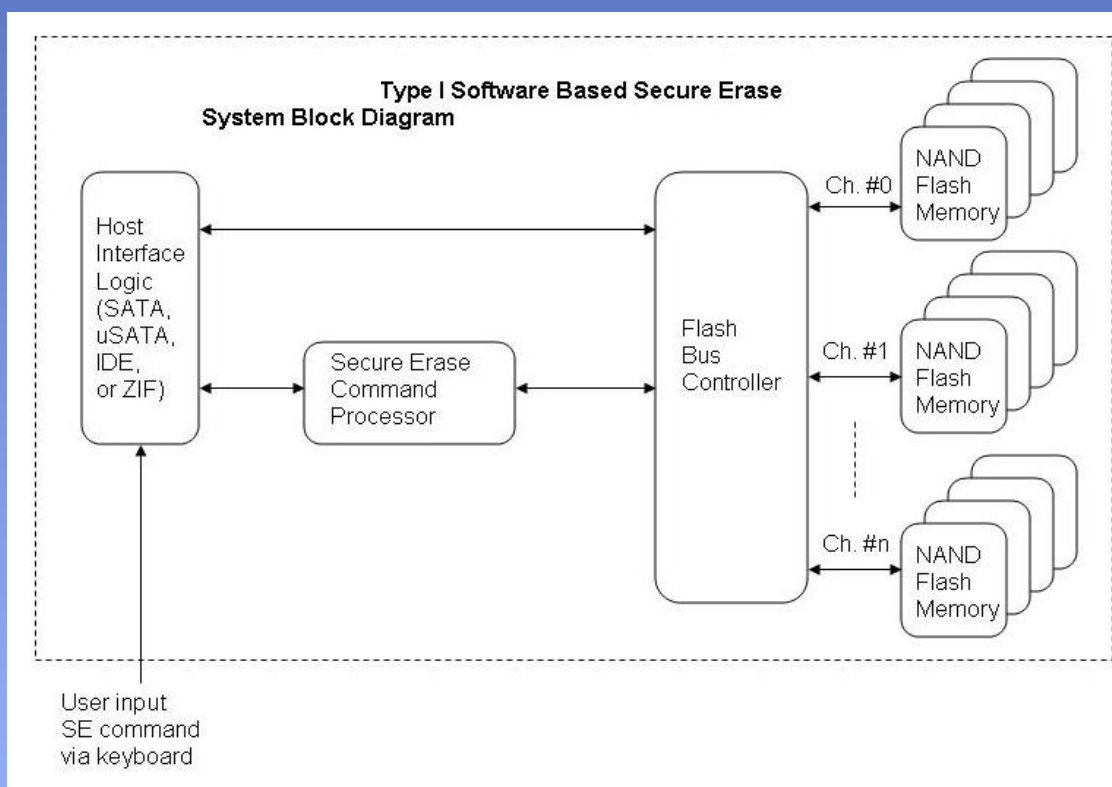 Type I Software Based Secure Erase
System Block Diagram
Host
Interface
Logic
(SATA,
uSATA,
IDE,
or ZIF)
Secure Erase
Command
Processor
Flash
Bus
Controller
Ch. #0
NAND
Flash
Memory
Ch. #1
NAND
Flash
Memory
Ch. #n
NAND
Flash
Memory
User input
SE command
via keyboard